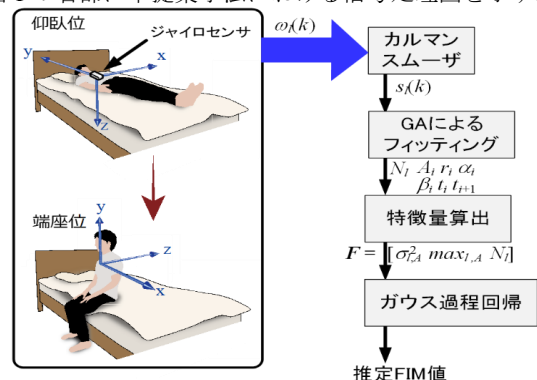 仰臥位
ジャイロセンサ
y
x
z
端座位
y
z
x
ωl(k)
カルマン
スムーザ
sl(k)
GAによる
フィッティング
Nl Ai ri αi
βi ti ti+1
特徴量算出
F = [σ²l,A maxl,A Nl]
ガウス過程回帰
推定FIM値